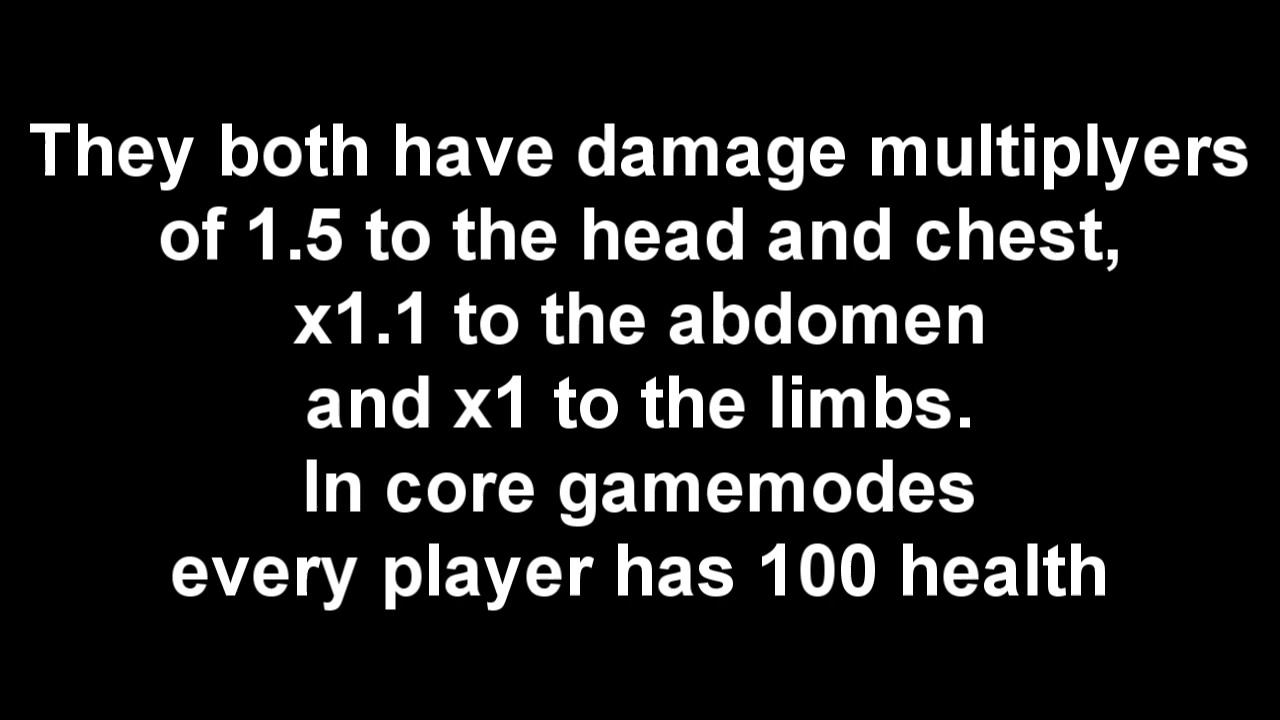 They both have damage multiplyers
of 1.5 to the head and chest,
x1.1 to the abdomen
and x1 to the limbs.
In core gamemodes
every player has 100 health